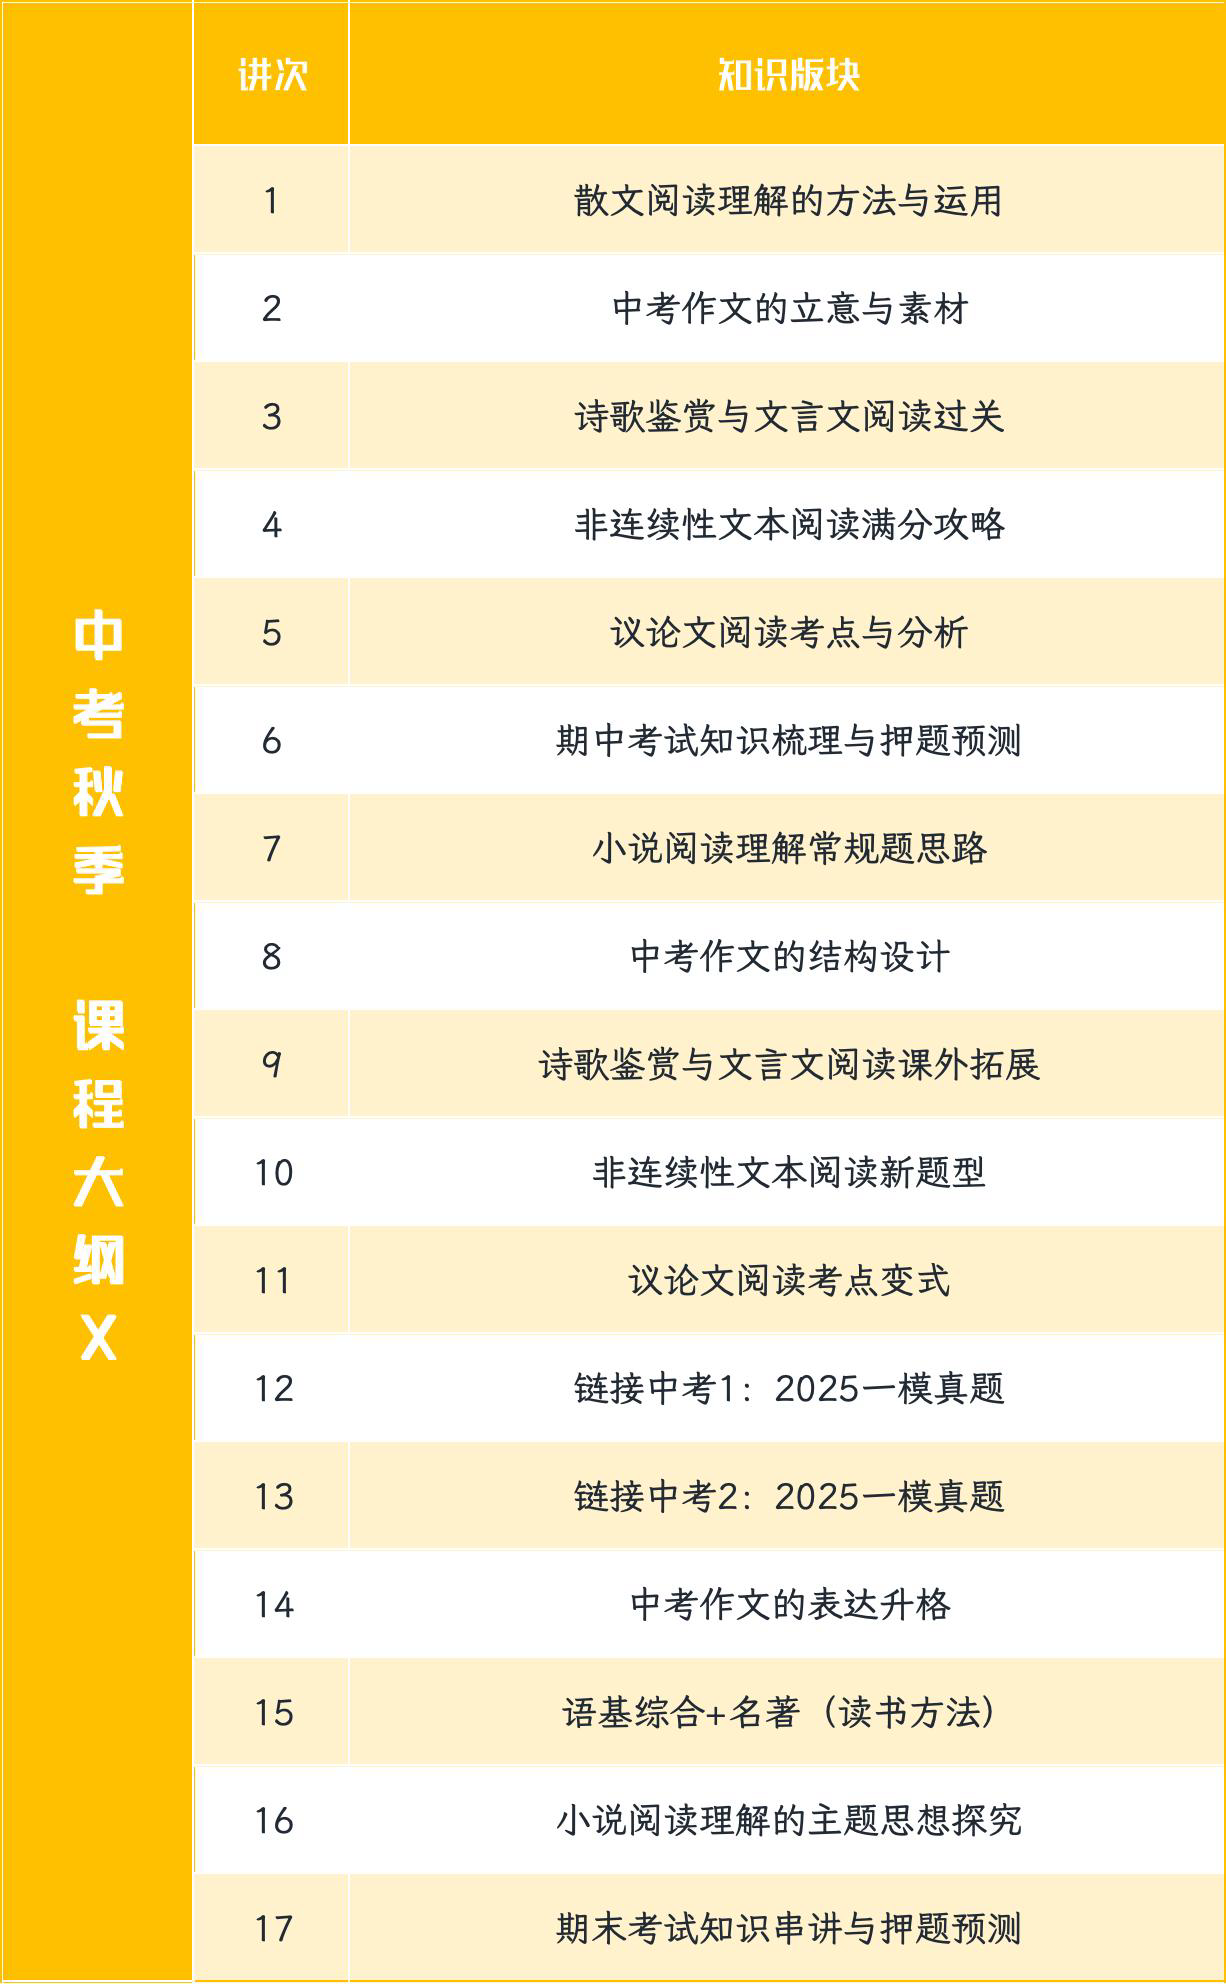 中考秋季 课程大纲X
讲次 知识版块
1 散文阅读理解的方法与运用
2 中考作文的立意与素材
3 诗歌鉴赏与文言文阅读过关
4 非连续性文本阅读满分攻略
5 议论文阅读考点与分析
6 期中考试知识梳理与押题预测
7 小说阅读理解常规题思路
8 中考作文的结构设计
9 诗歌鉴赏与文言文阅读课外拓展
10 非连续性文本阅读新题型
11 议论文阅读考点变式
12 链接中考1：2025一模真题
13 链接中考2：2025一模真题
14 中考作文的表达升格
15 语基综合+名著（读书方法）
16 小说阅读理解的主题思想探究
17 期末考试知识串讲与押题预测